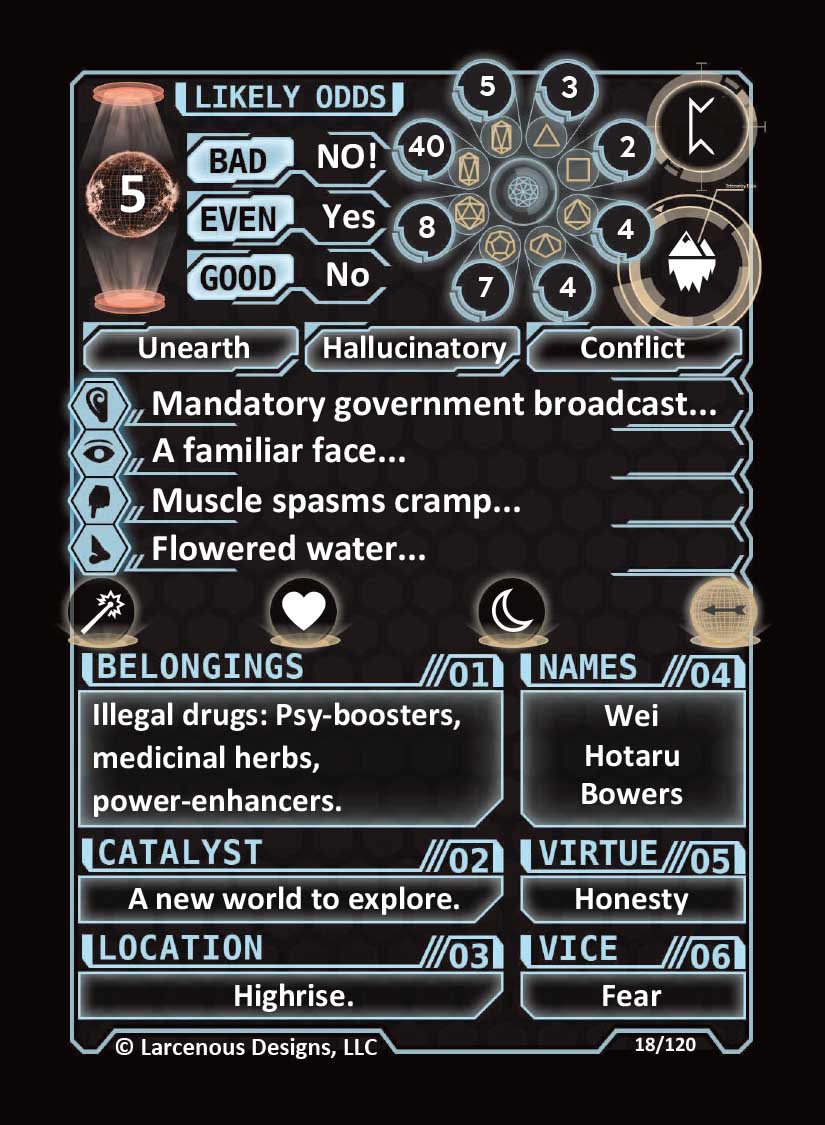 LIKELY ODDS
5
BAD NO!
EVEN Yes
GOOD No
5
3
40
2
8
4
7
4
Unearth Hallucinatory Conflict
Mandatory government broadcast...
A familiar face...
Muscle spasms cramp...
Flowered water...
BELONGINGS ///01
Illegal drugs: Psy-boosters,
medicinal herbs,
power-enhancers.
NAMES ///04
Wei
Hotaru
Bowers
CATALYST ///02
A new world to explore.
VIRTUE ///05
Honesty
LOCATION ///03
Highrise.
VICE ///06
Fear
© Larcenous Designs, LLC
18/120